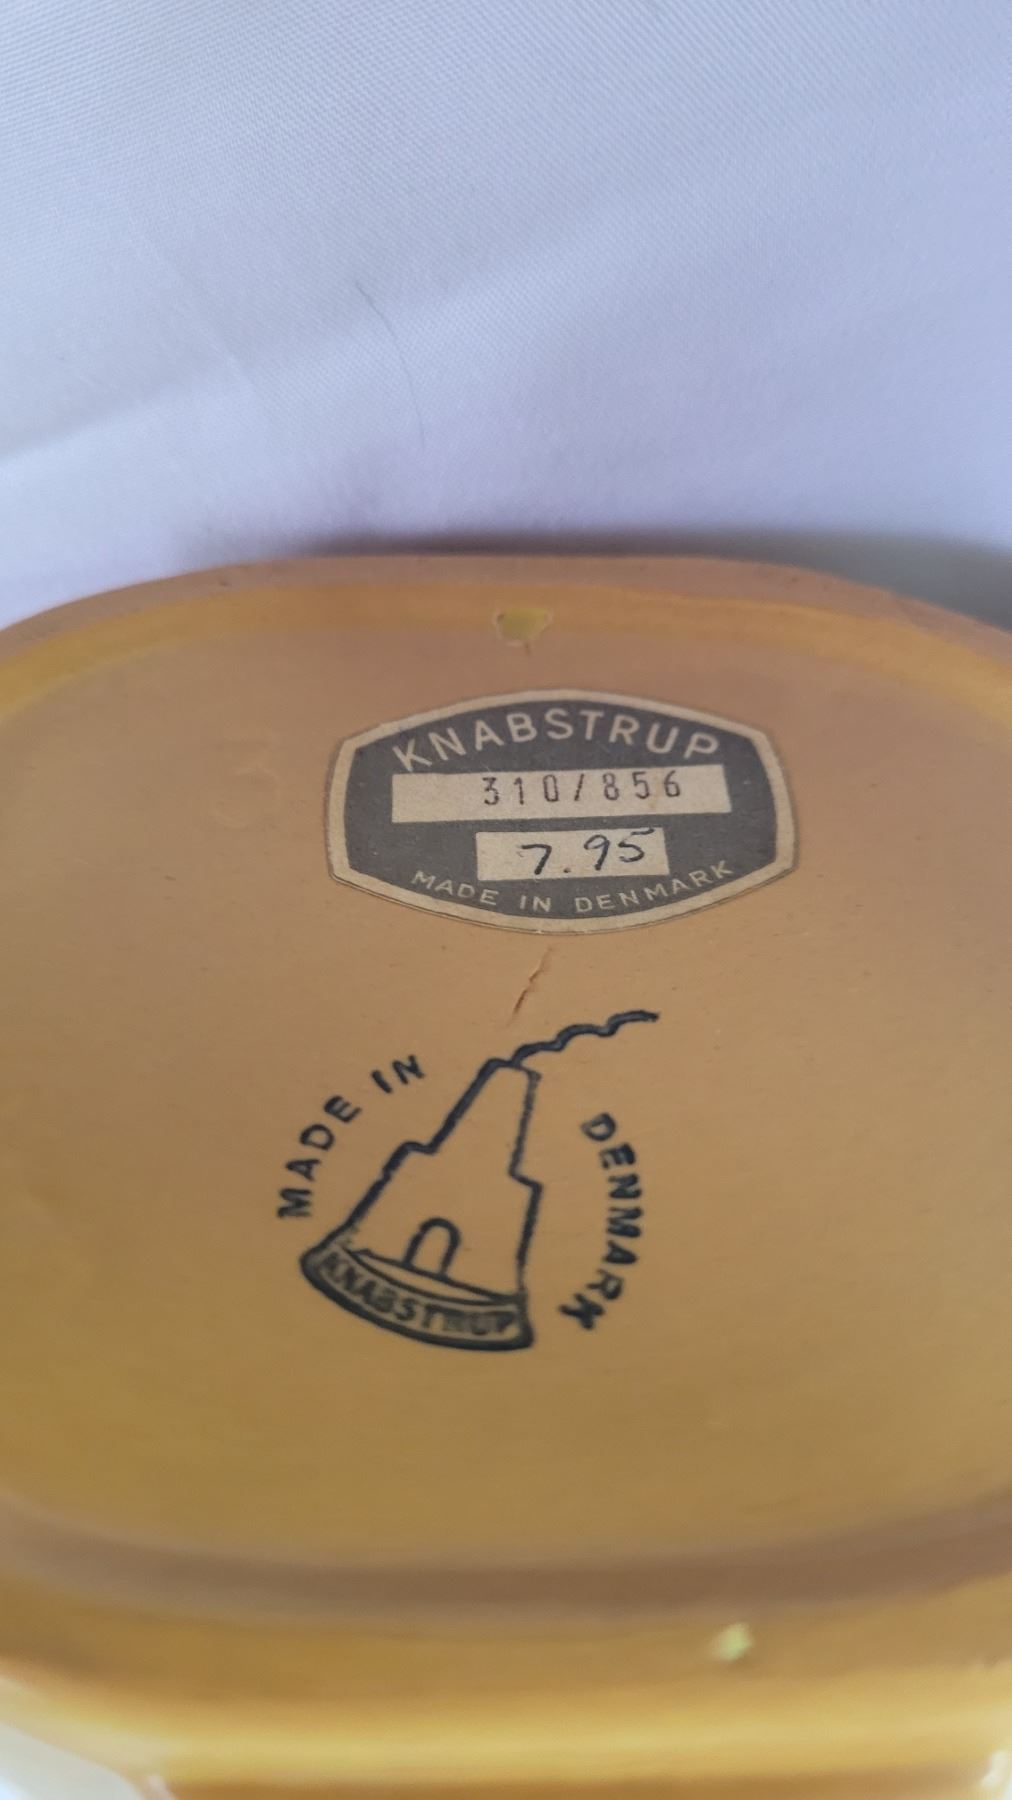 KNABSTRUP
310/856
7.95
MADE IN DENMARK
MADE IN DENMARK
KNABSTRUP